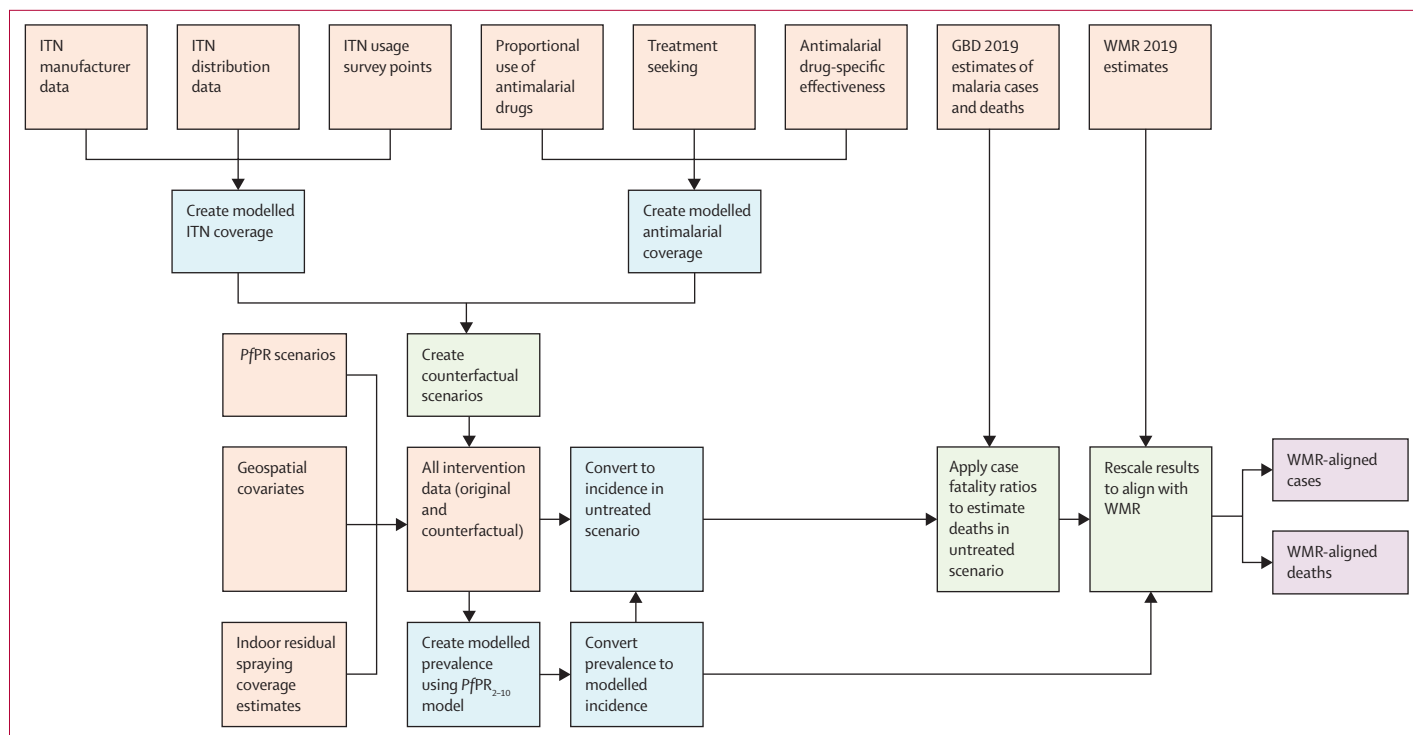 ITN
manufacturer
data
ITN
distribution
data
ITN usage
survey points
Proportional
use of
antimalarial
drugs
Treatment
seeking
Antimalarial
drug-specific
effectiveness
GBD 2019
estimates of
malaria cases
and deaths
WMR 2019
estimates
Create modelled
ITN coverage
Create modelled
antimalarial
coverage
PfPR scenarios
Create
counterfactual
scenarios
Geospatial
covariates
All intervention
data (original
and
counterfactual)
Convert to
incidence in
untreated
scenario
Apply case
fatality ratios
to estimate
deaths in
untreated
scenario
Rescale results
to align with
WMR
WMR-aligned
cases
WMR-aligned
deaths
Indoor residual
spraying
coverage
estimates
Create modelled
prevalence
using PfPR₂₋₁₀
model
Convert
prevalence to
modelled
incidence